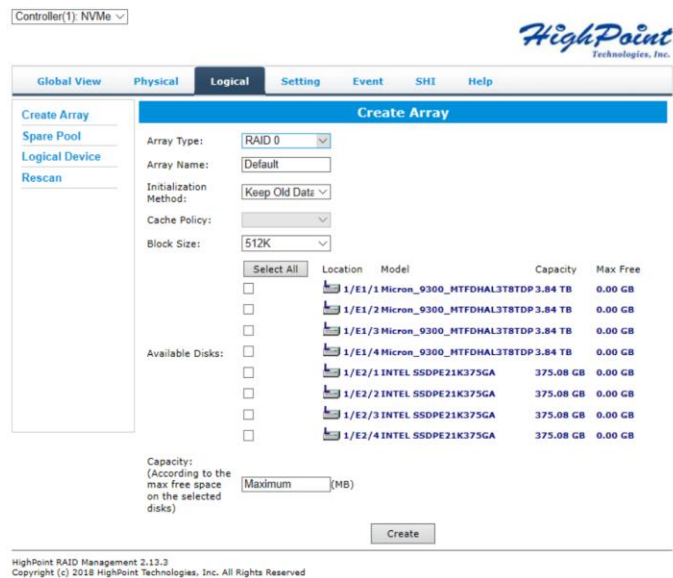 Controller(1): NVMe
HighPoint
Technologies, Inc.
Global View Physical Logical Setting Event SHI Help
Create Array
Spare Pool
Logical Device
Rescan
Create Array
Array Type: RAID 0
Array Name: Default
Initialization
Method:
Keep Old Data
Cache Policy:
Block Size: 512K
Select All Location Model Capacity Max Free
1/E1/1 Micron_9300_MTFDHAL3T8TDP 3.84 TB 0.00 GB
1/E1/2 Micron_9300_MTFDHAL3T8TDP 3.84 TB 0.00 GB
1/E1/3 Micron_9300_MTFDHAL3T8TDP 3.84 TB 0.00 GB
Available Disks:
1/E1/4 Micron_9300_MTFDHAL3T8TDP 3.84 TB 0.00 GB
1/E2/1 INTEL SSDPE21K375GA 375.08 GB 0.00 GB
1/E2/2 INTEL SSDPE21K375GA 375.08 GB 0.00 GB
1/E2/3 INTEL SSDPE21K375GA 375.08 GB 0.00 GB
1/E2/4 INTEL SSDPE21K375GA 375.08 GB 0.00 GB
Capacity:
(According to the
max free space
on the selected
disks)
Maximum (MB)
Create
HighPoint RAID Management 2.13.3
Copyright (c) 2018 HighPoint Technologies, Inc. All Rights Reserved